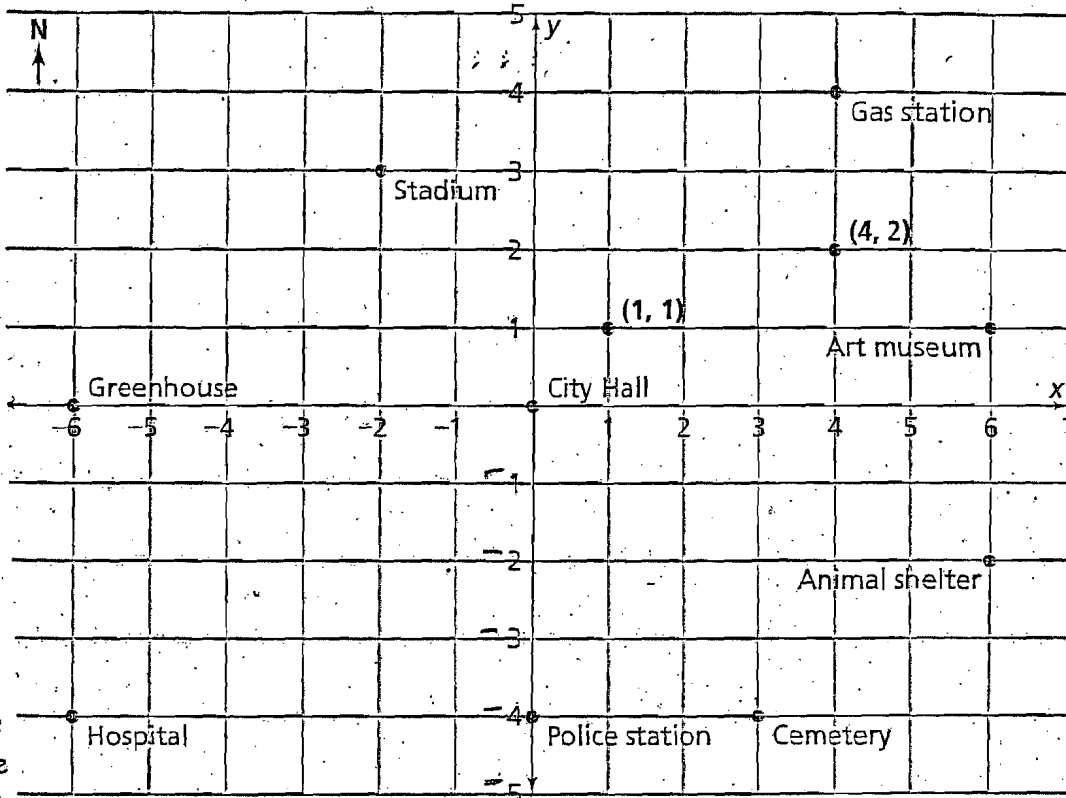 5
N
y
4
Gas station
3
Stadium
2
(4, 2)
(1, 1)
1
Art museum
Greenhouse
City Hall
x
-6 -5 -4 -3 -2 -1 1 2 3 4 5 6
-1
-2
Animal shelter
-3
-4
Hospital
Police station
Cemetery
-5